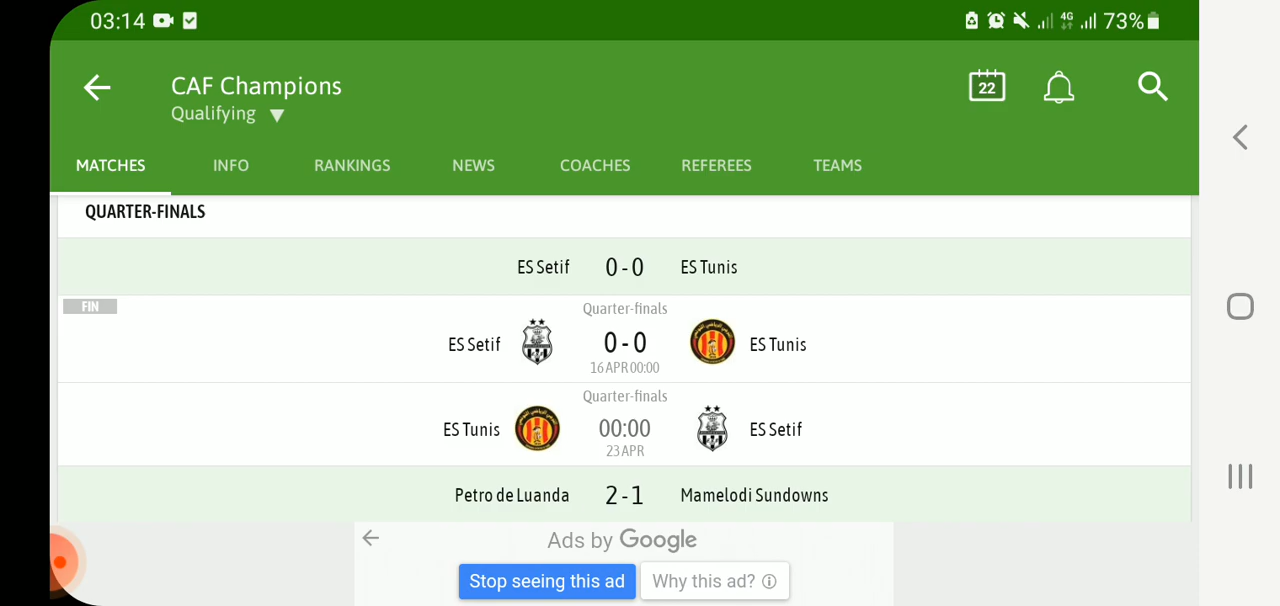 03:14 4G 73%
CAF Champions
Qualifying
22
MATCHES INFO RANKINGS NEWS COACHES REFEREES TEAMS
QUARTER-FINALS
ES Setif 0 - 0 ES Tunis
FIN
Quarter-finals
ES Setif 0 - 0 ES Tunis
16 APR 00:00
Quarter-finals
ES Tunis 00:00 ES Setif
23 APR
Petro de Luanda 2 - 1 Mamelodi Sundowns
Ads by Google
Stop seeing this ad Why this ad?